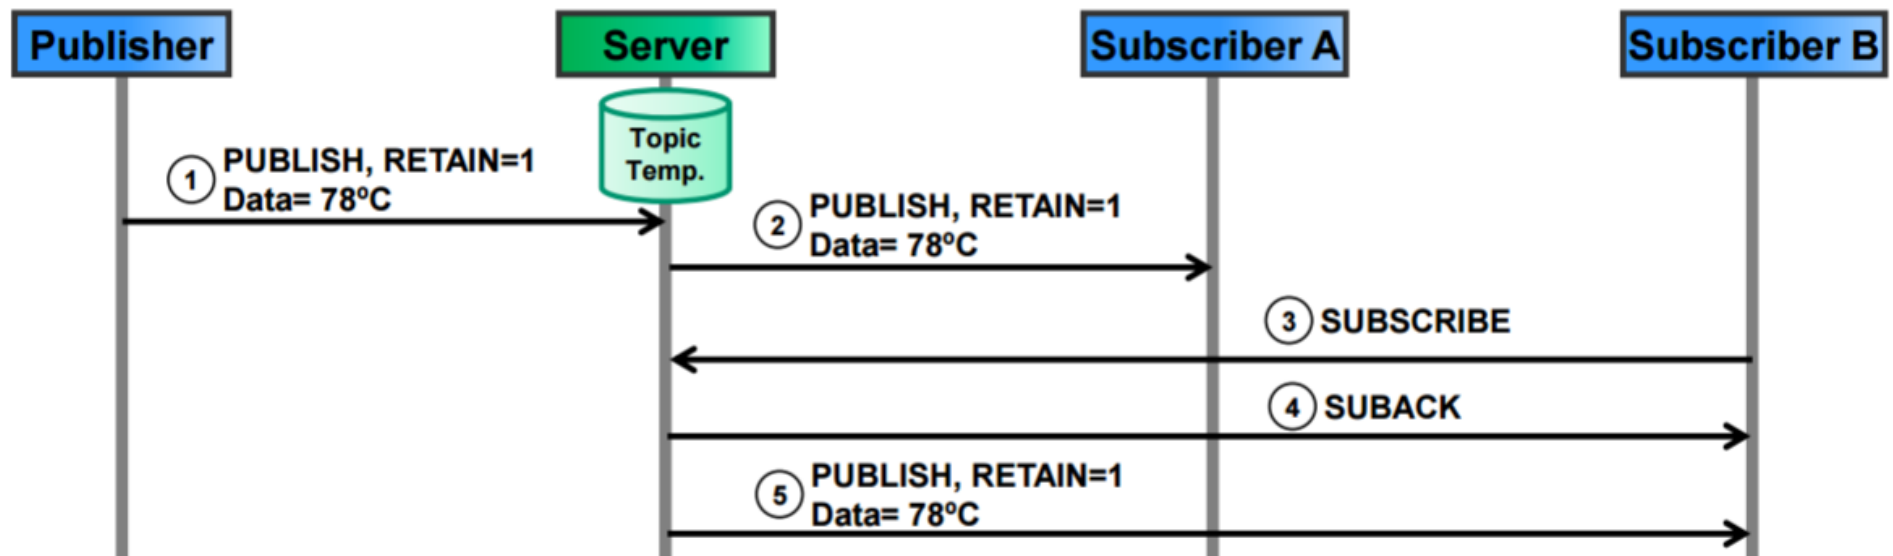 Publisher
Server
Subscriber A
Subscriber B
Topic
Temp.
1
PUBLISH, RETAIN=1
Data= 78ºC
2
PUBLISH, RETAIN=1
Data= 78ºC
3 SUBSCRIBE
4 SUBACK
5
PUBLISH, RETAIN=1
Data= 78ºC